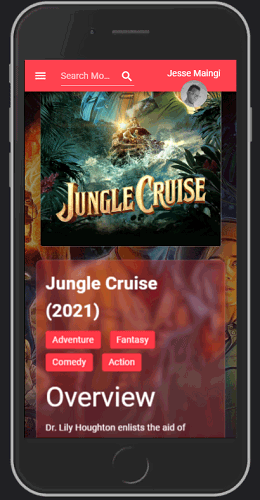 Search Mo...
Jesse Maingi
JUNGLE CRUISE
Jungle Cruise
(2021)
Adventure
Fantasy
Comedy
Action
Overview
Dr. Lily Houghton enlists the aid of